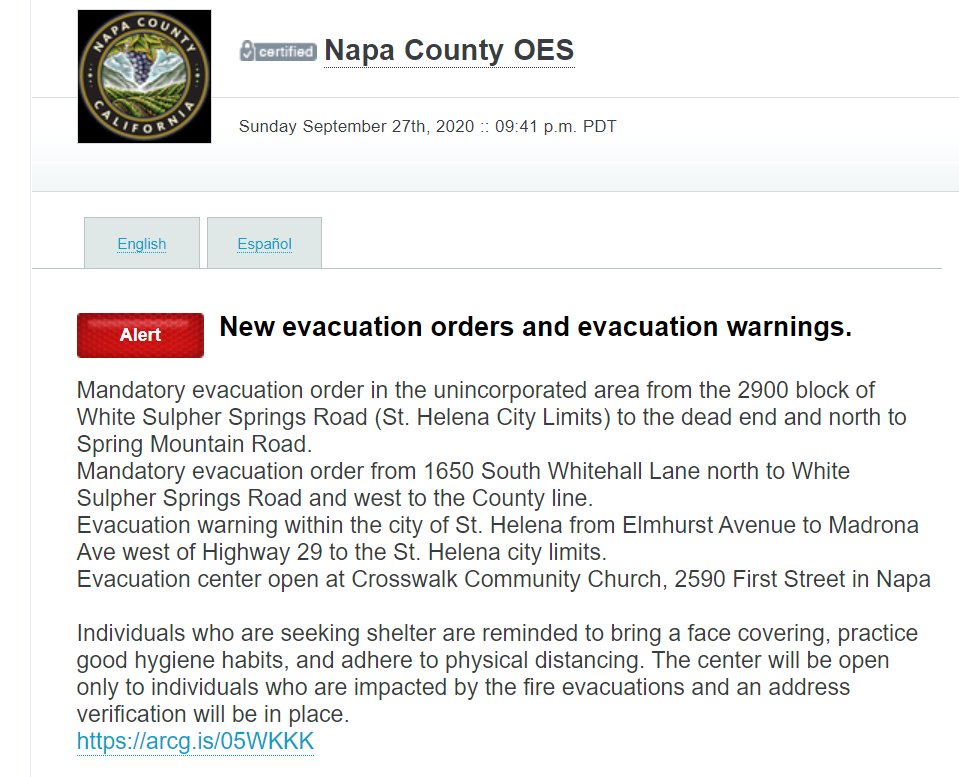 NAPA COUNTY
CALIFORNIA
certified Napa County OES
Sunday September 27th, 2020 :: 09:41 p.m. PDT
English Español
Alert New evacuation orders and evacuation warnings.
Mandatory evacuation order in the unincorporated area from the 2900 block of
White Sulpher Springs Road (St. Helena City Limits) to the dead end and north to
Spring Mountain Road.
Mandatory evacuation order from 1650 South Whitehall Lane north to White
Sulpher Springs Road and west to the County line.
Evacuation warning within the city of St. Helena from Elmhurst Avenue to Madrona
Ave west of Highway 29 to the St. Helena city limits.
Evacuation center open at Crosswalk Community Church, 2590 First Street in Napa
Individuals who are seeking shelter are reminded to bring a face covering, practice
good hygiene habits, and adhere to physical distancing. The center will be open
only to individuals who are impacted by the fire evacuations and an address
verification will be in place.
https://arcg.is/05WKKK